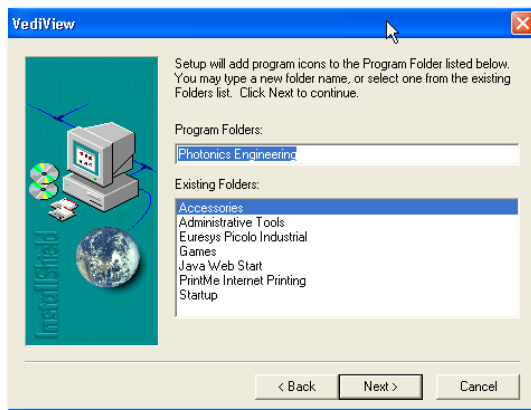 VediView
Setup will add program icons to the Program Folder listed below.
You may type a new folder name, or select one from the existing
Folders list. Click Next to continue.
Program Folders:
Photonics Engineering
Existing Folders:
Accessories
Administrative Tools
Euresys Picolo Industrial
Games
Java Web Start
PrintMe Internet Printing
Startup
InstallShield
< Back
Next >
Cancel